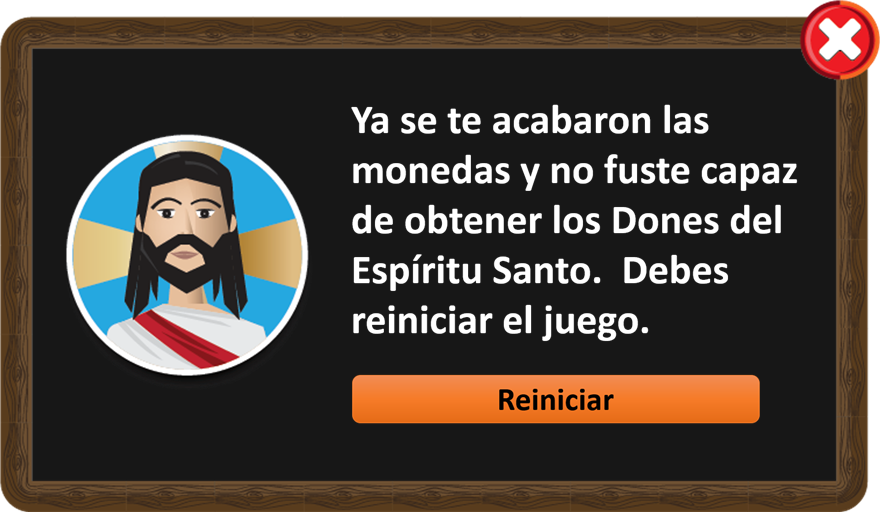 Ya se te acabaron las
monedas y no fuste capaz
de obtener los Dones del
Espíritu Santo.  Debes
reiniciar el juego.
Reiniciar